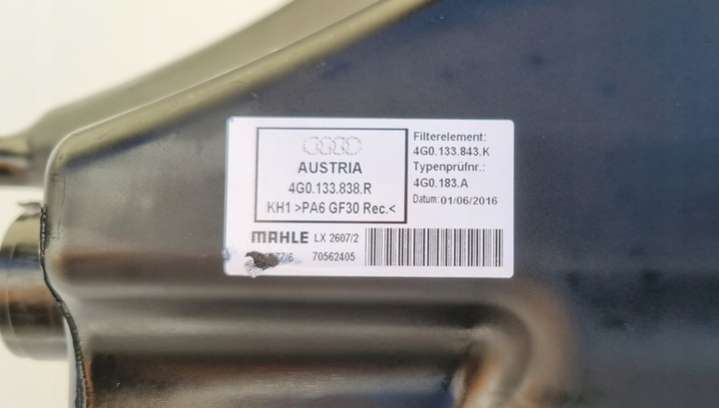 AUSTRIA
4G0.133.838.R
KH1 >PA6 GF30 Rec.<
Filterelement:
4G0.133.843.K
Typenprüfnr.:
4G0.183.A
Datum: 01/06/2016
MAHLE LX 2607/2
70562405